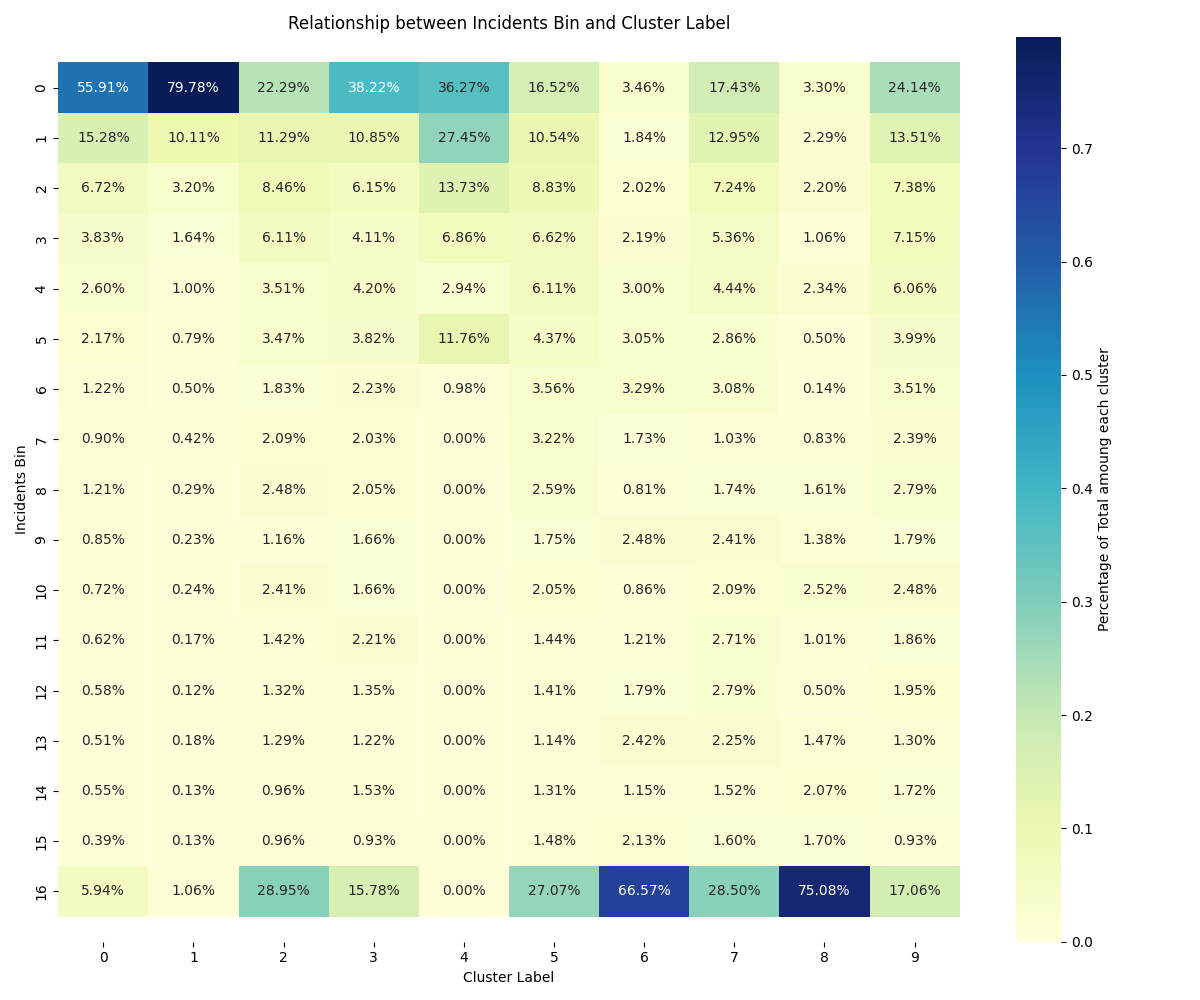 Relationship between Incidents Bin and Cluster Label
0 55.91% 79.78% 22.29% 38.22% 36.27% 16.52% 3.46% 17.43% 3.30% 24.14%
1 15.28% 10.11% 11.29% 10.85% 27.45% 10.54% 1.84% 12.95% 2.29% 13.51%
2 6.72% 3.20% 8.46% 6.15% 13.73% 8.83% 2.02% 7.24% 2.20% 7.38%
3 3.83% 1.64% 6.11% 4.11% 6.86% 6.62% 2.19% 5.36% 1.06% 7.15%
4 2.60% 1.00% 3.51% 4.20% 2.94% 6.11% 3.00% 4.44% 2.34% 6.06%
5 2.17% 0.79% 3.47% 3.82% 11.76% 4.37% 3.05% 2.86% 0.50% 3.99%
6 1.22% 0.50% 1.83% 2.23% 0.98% 3.56% 3.29% 3.08% 0.14% 3.51%
7 0.90% 0.42% 2.09% 2.03% 0.00% 3.22% 1.73% 1.03% 0.83% 2.39%
8 1.21% 0.29% 2.48% 2.05% 0.00% 2.59% 0.81% 1.74% 1.61% 2.79%
9 0.85% 0.23% 1.16% 1.66% 0.00% 1.75% 2.48% 2.41% 1.38% 1.79%
10 0.72% 0.24% 2.41% 1.66% 0.00% 2.05% 0.86% 2.09% 2.52% 2.48%
11 0.62% 0.17% 1.42% 2.21% 0.00% 1.44% 1.21% 2.71% 1.01% 1.86%
12 0.58% 0.12% 1.32% 1.35% 0.00% 1.41% 1.79% 2.79% 0.50% 1.95%
13 0.51% 0.18% 1.29% 1.22% 0.00% 1.14% 2.42% 2.25% 1.47% 1.30%
14 0.55% 0.13% 0.96% 1.53% 0.00% 1.31% 1.15% 1.52% 2.07% 1.72%
15 0.39% 0.13% 0.96% 0.93% 0.00% 1.48% 2.13% 1.60% 1.70% 0.93%
16 5.94% 1.06% 28.95% 15.78% 0.00% 27.07% 66.57% 28.50% 75.08% 17.06%
0 1 2 3 4 5 6 7 8 9
Cluster Label
Incidents Bin
0.7
0.6
0.5
0.4
0.3
0.2
0.1
0.0
Percentage of Total amoung each cluster